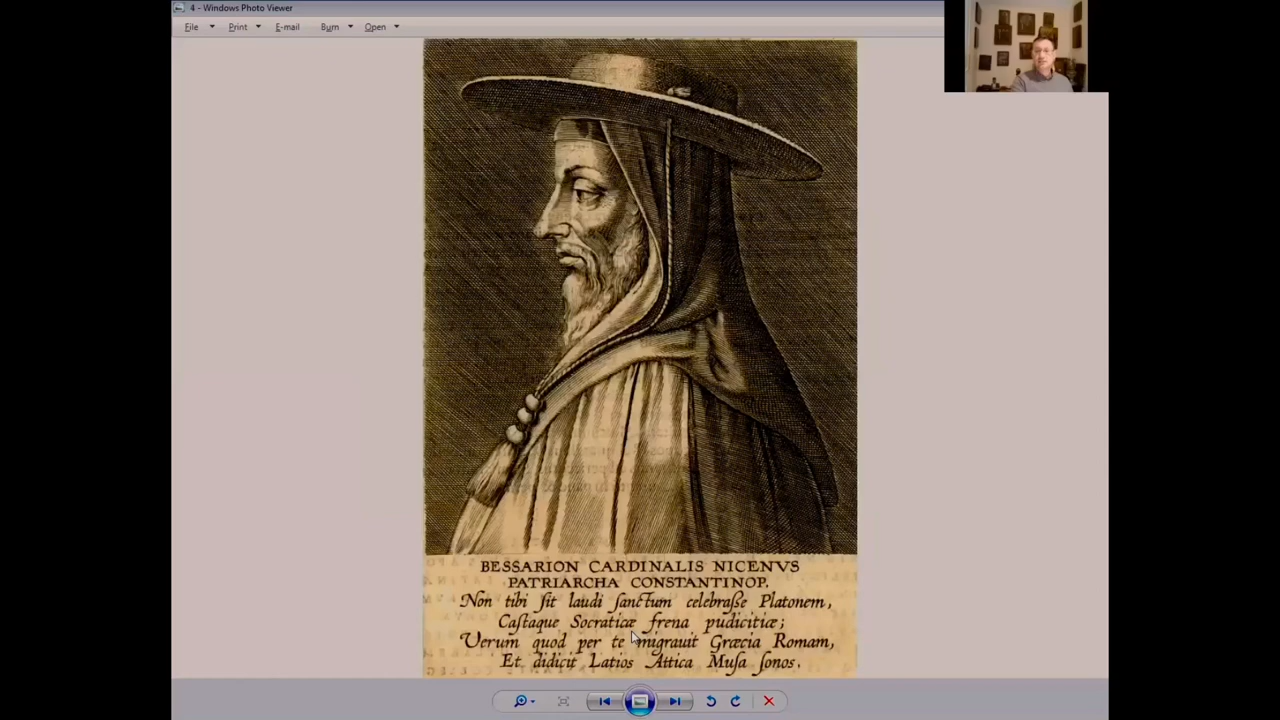 4 - Windows Photo Viewer
File Print E-mail Burn Open
BESSARION CARDINALIS NICENVS
PATRIARCHA CONSTANTINOP.
Non tibi ſit laudi ſanctum celebraſſe Platonem,
Caſtaque Socraticæ frena pudicitiæ;
Verum quod per te migrauit Græcia Romam,
Et didicit Latios Attica Muſa ſonos.